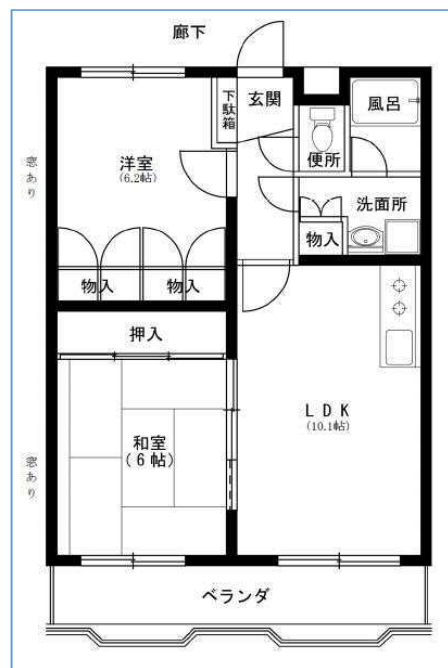 廊下
下駄箱
玄関
風呂
便所
洋室
(6.2帖)
窓あり
洗面所
物入
物入
物入
押入
LDK
(10.1帖)
和室
(6帖)
窓あり
ベランダ